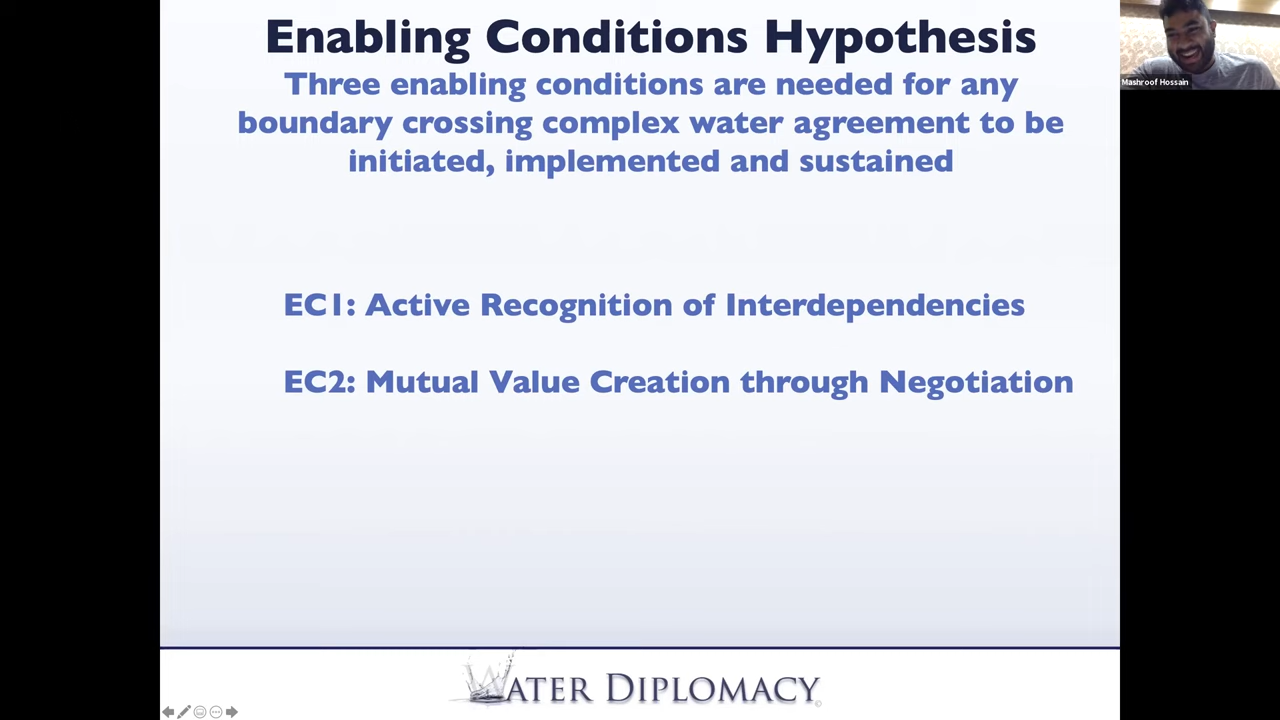 Enabling Conditions Hypothesis
Three enabling conditions are needed for any
boundary crossing complex water agreement to be
initiated, implemented and sustained
Mashroof Hossain
EC1: Active Recognition of Interdependencies
EC2: Mutual Value Creation through Negotiation
WATER DIPLOMACY©